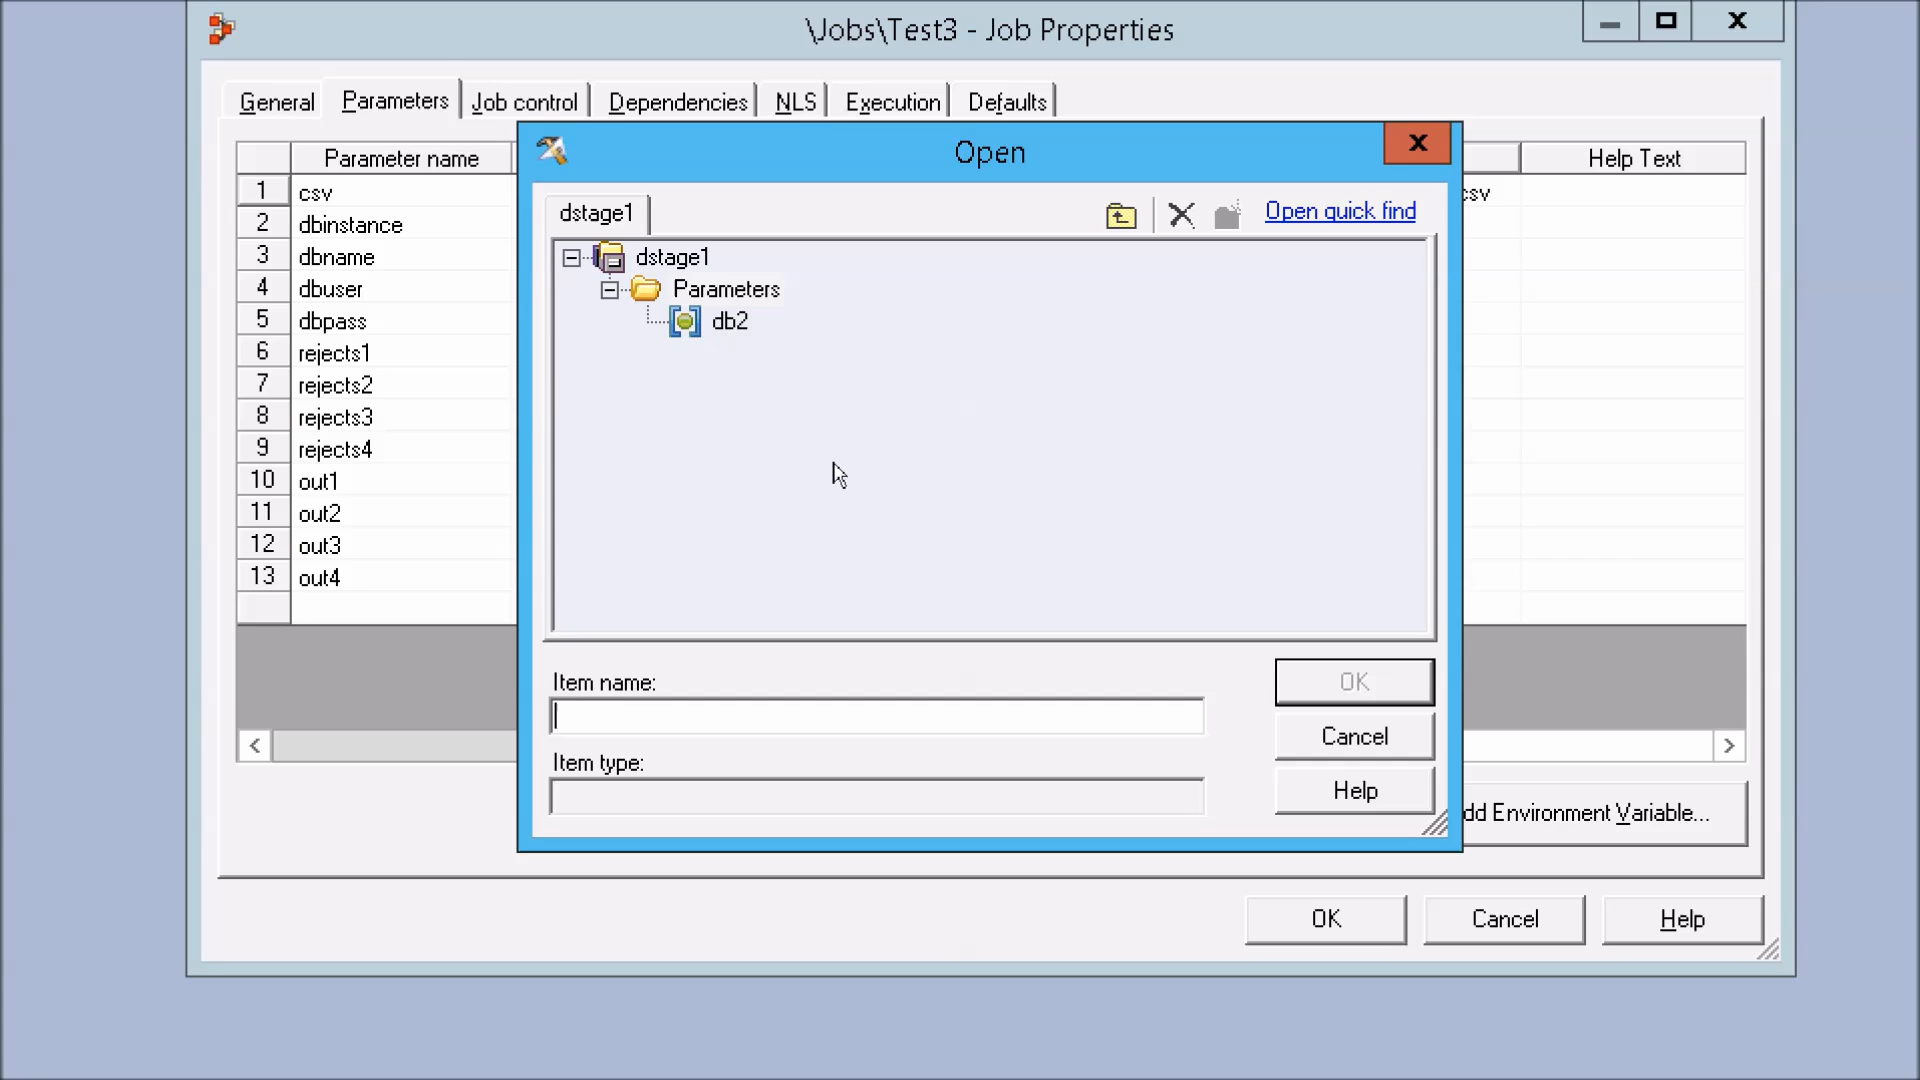 \Jobs\Test3 - Job Properties
X
General Parameters Job control Dependencies NLS Execution Defaults
Open
X
Parameter name
Help Text
1 csv
csv
2 dbinstance
3 dbname
4 dbuser
5 dbpass
6 rejects1
7 rejects2
8 rejects3
9 rejects4
10 out1
11 out2
12 out3
13 out4
dstage1
Open quick find
dstage1
Parameters
db2
Item name:
OK
Cancel
Item type:
Help
dd Environment Variable...
OK Cancel Help